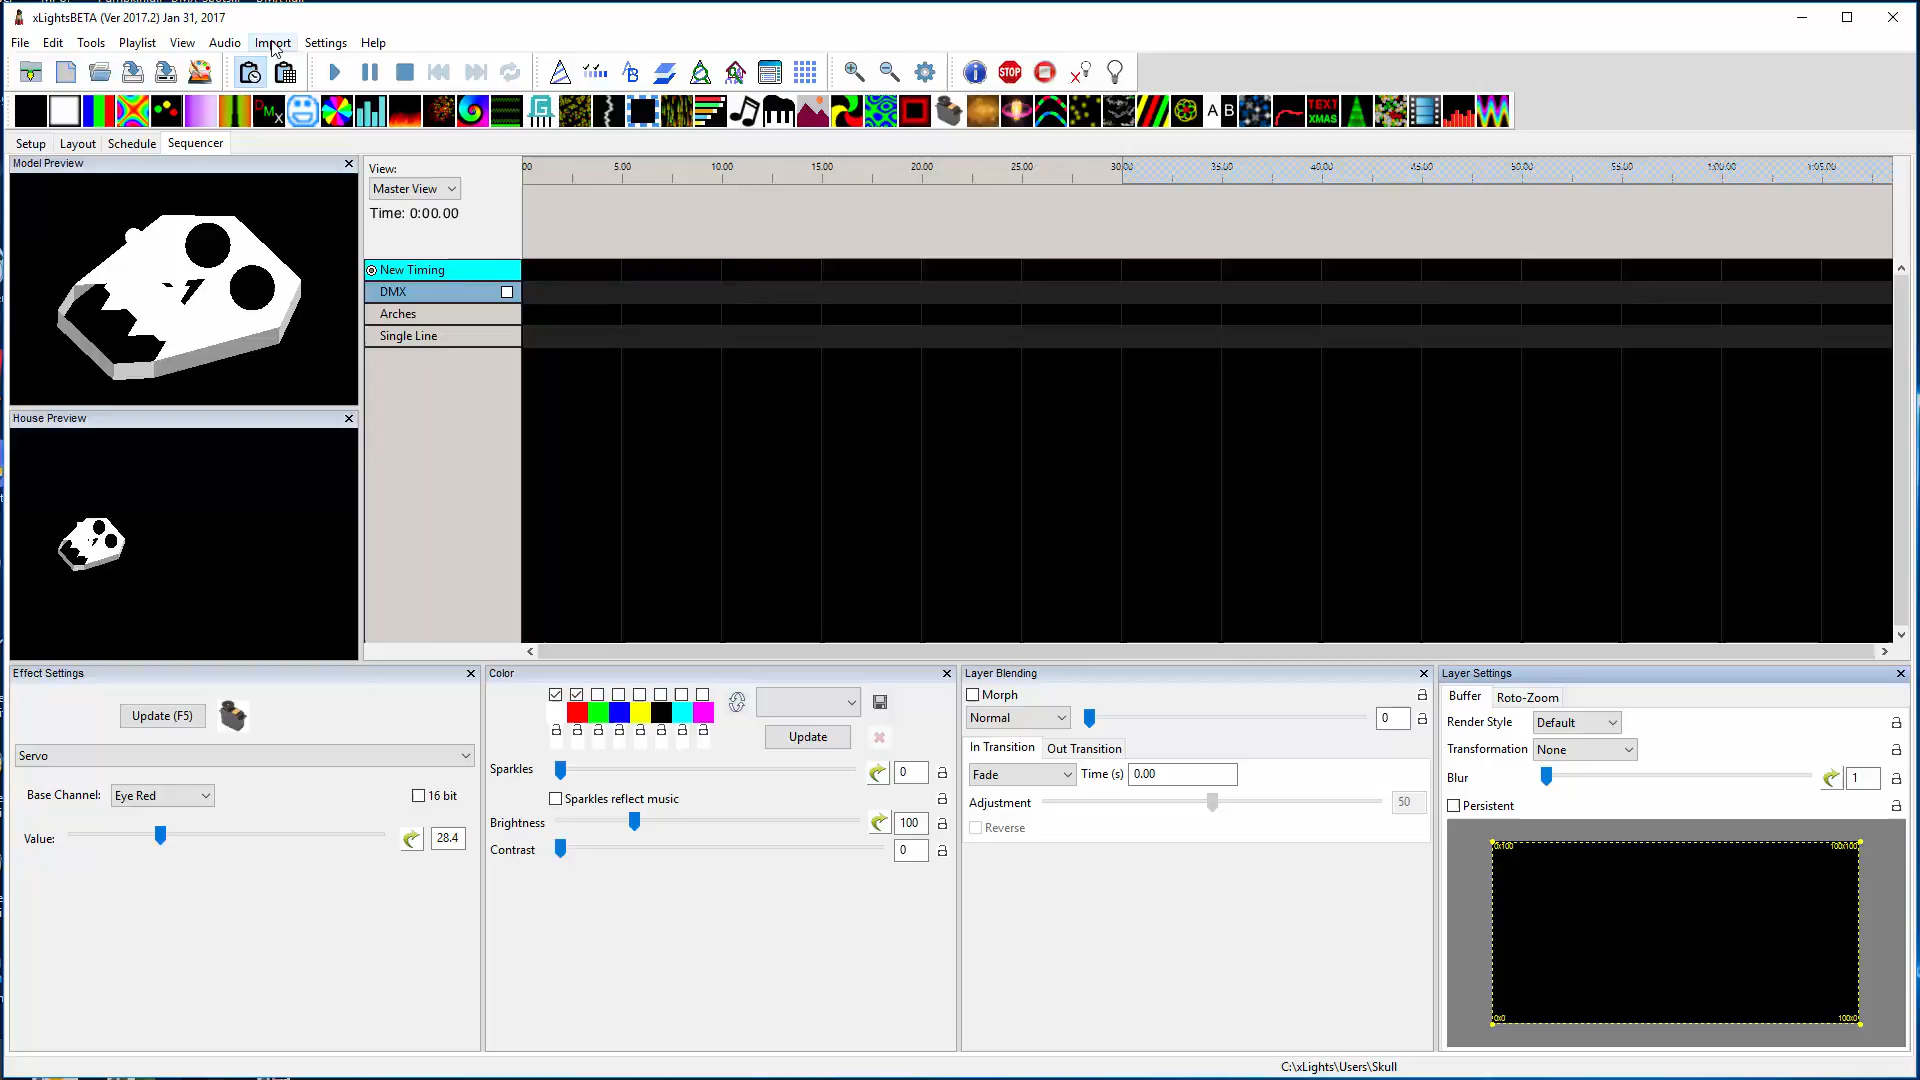 xLightsBETA (Ver 2017.2) Jan 31, 2017
File Edit Tools Playlist View Audio Import Settings Help
A B
TEXT
XMAS
Setup Layout Schedule Sequencer
Model Preview
View:
Master View
Time: 0:00.00
5.00 10.00 15.00 20.00 25.00 30.00 35.00 40.00 45.00 50.00 55.00 1:00.00 1:05.00
New Timing
DMX
Arches
Single Line
House Preview
Effect Settings
Update (F5)
Servo
Base Channel: Eye Red 16 bit
Value: 28.4
Color
Update
Sparkles 0
Sparkles reflect music
Brightness 100
Contrast 0
Layer Blending
Morph
Normal 0
In Transition Out Transition
Fade Time (s) 0.00
Adjustment 50
Reverse
Layer Settings
Buffer Roto-Zoom
Render Style Default
Transformation None
Blur 1
Persistent
0x100 100x100
0x0 100x0
C:\xLights\Users\Skull